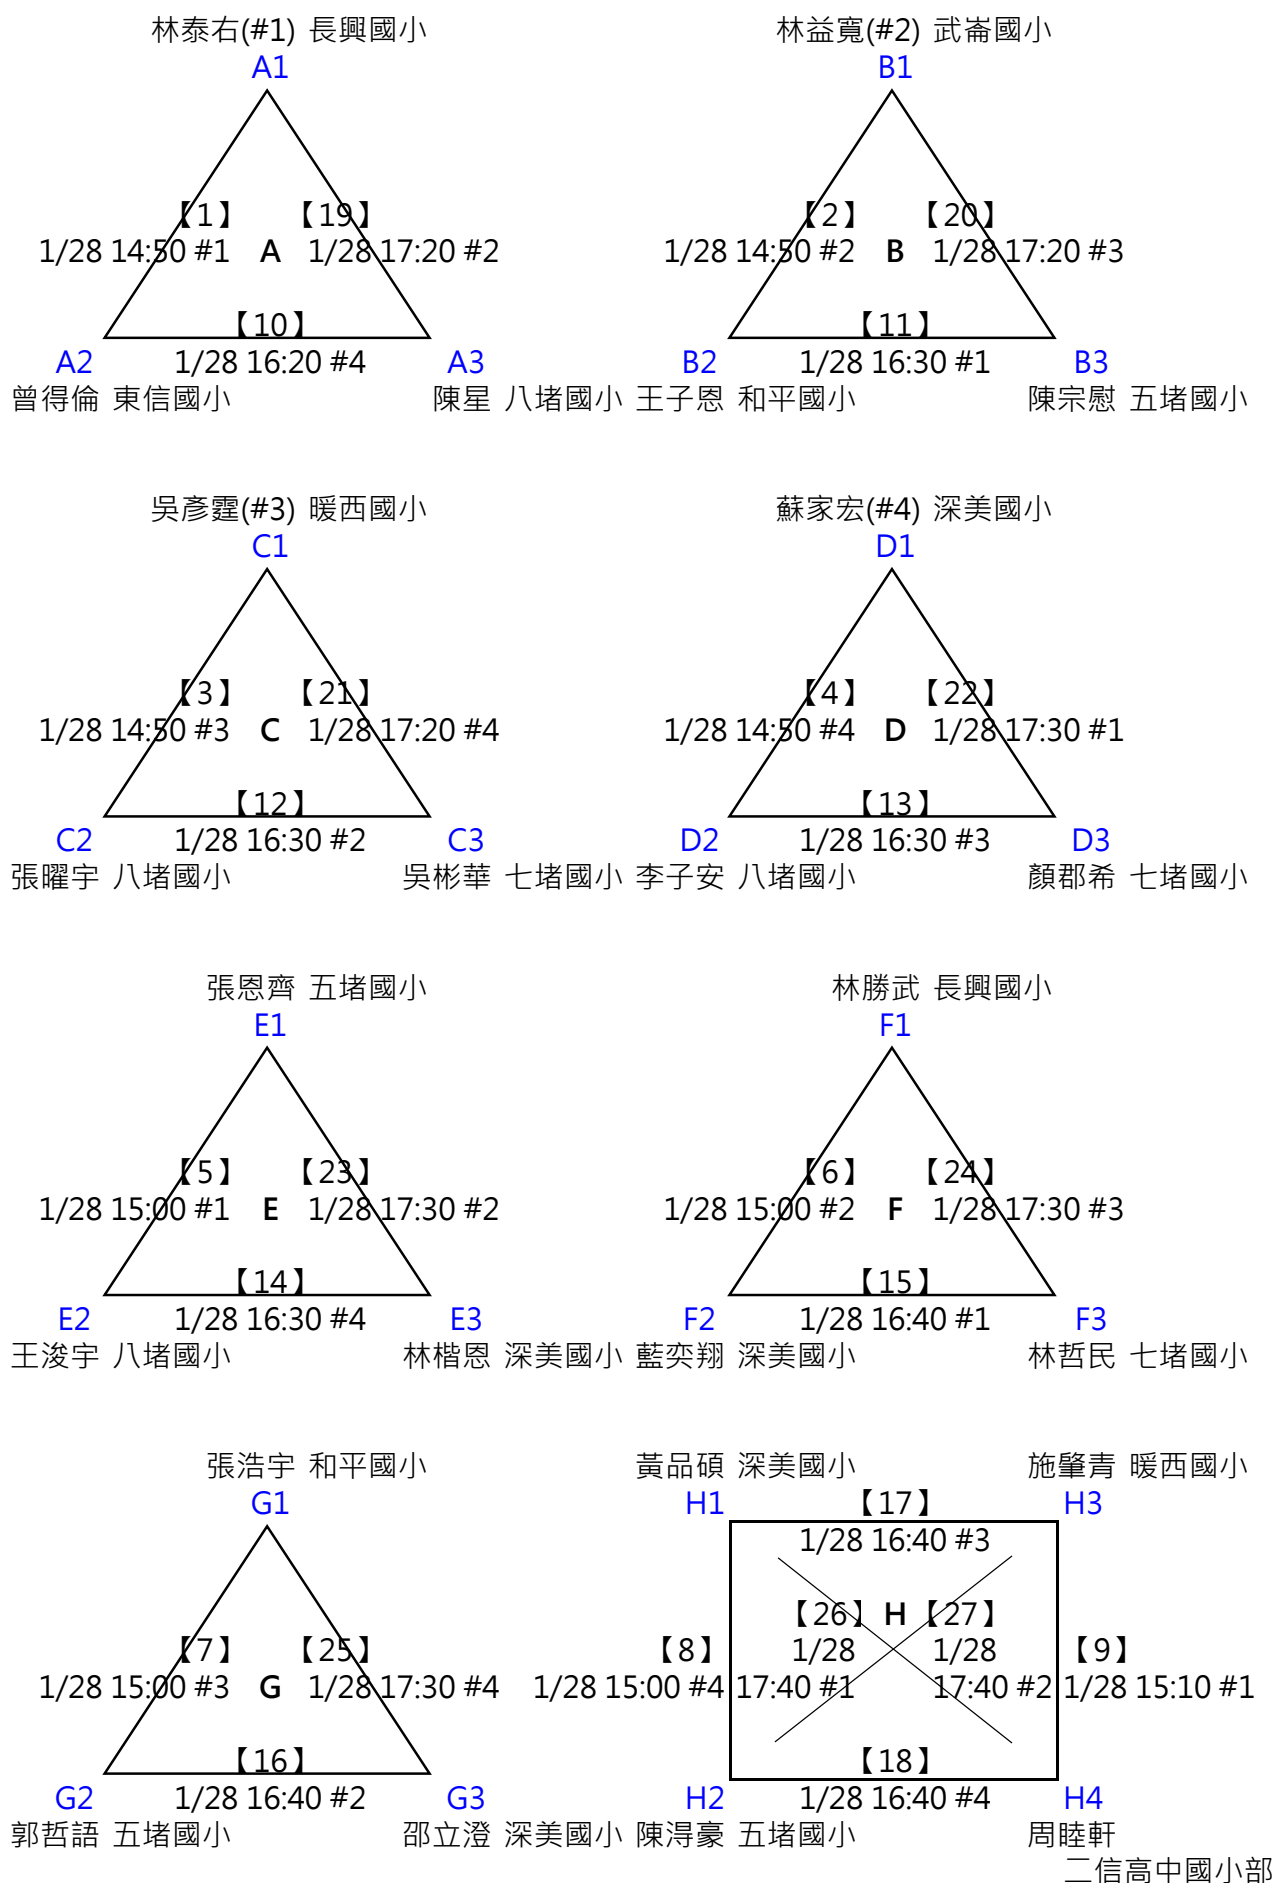 林泰右(#1) 長興國小
A1
【1】 【19】
1/28 14:50 #1 A 1/28 17:20 #2
【10】
A2 1/28 16:20 #4 A3
曾得倫 東信國小 陳星 八堵國小
林益寬(#2) 武崙國小
B1
【2】 【20】
1/28 14:50 #2 B 1/28 17:20 #3
【11】
B2 1/28 16:30 #1 B3
王子恩 和平國小 陳宗慰 五堵國小
吳彥霆(#3) 暖西國小
C1
【3】 【21】
1/28 14:50 #3 C 1/28 17:20 #4
【12】
C2 1/28 16:30 #2 C3
張曜宇 八堵國小 吳彬華 七堵國小
蘇家宏(#4) 深美國小
D1
【4】 【22】
1/28 14:50 #4 D 1/28 17:30 #1
【13】
D2 1/28 16:30 #3 D3
李子安 八堵國小 顏郡希 七堵國小
張恩齊 五堵國小
E1
【5】 【23】
1/28 15:00 #1 E 1/28 17:30 #2
【14】
E2 1/28 16:30 #4 E3
王浚宇 八堵國小 林楷恩 深美國小
林勝武 長興國小
F1
【6】 【24】
1/28 15:00 #2 F 1/28 17:30 #3
【15】
F2 1/28 16:40 #1 F3
藍奕翔 深美國小 林哲民 七堵國小
張浩宇 和平國小
G1
【7】 【25】
1/28 15:00 #3 G 1/28 17:30 #4
【16】
G2 1/28 16:40 #2 G3
郭哲語 五堵國小 邵立澄 深美國小
黃品碩 深美國小 施肇青 暖西國小
H1 【17】 H3
1/28 16:40 #3
【26】 H 【27】
【8】 1/28 1/28 【9】
1/28 15:00 #4 17:40 #1 17:40 #2 1/28 15:10 #1
【18】
H2 1/28 16:40 #4 H4
陳淂豪 五堵國小 周睦軒
二信高中國小部